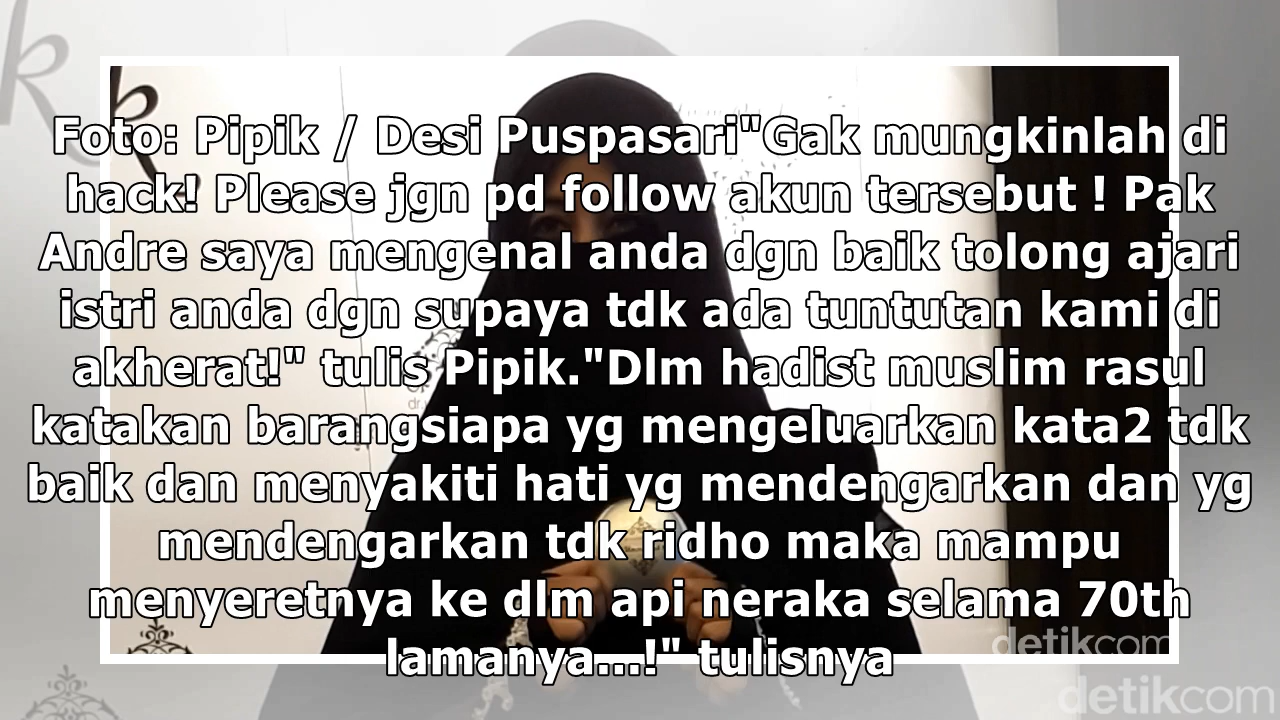 Foto: Pipik / Desi Puspasari"Gak mungkinlah di
hack! Please jgn pd follow akun tersebut ! Pak
Andre saya mengenal anda dgn baik tolong ajari
istri anda dgn supaya tdk ada tuntutan kami di
akherat!" tulis Pipik."Dlm hadist muslim rasul
katakan barangsiapa yg mengeluarkan kata2 tdk
baik dan menyakiti hati yg mendengarkan dan yg
mendengarkan tdk ridho maka mampu
menyeretnya ke dlm api neraka selama 70th
lamanya...!" tulisnya
detikcom
detikcom